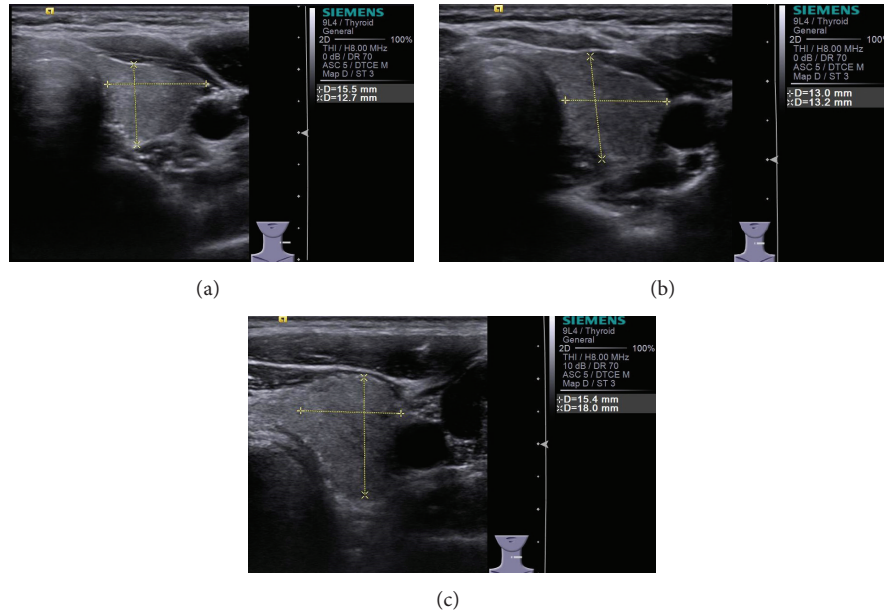 SIEMENS
9L4 / Thyroid
General
2D 100%
THI / H8.00 MHz
0 dB / DR 70
ASC 5 / DTCE M
Map D / ST 3
D=15.5 mm
D=12.7 mm
(a)
SIEMENS
9L4 / Thyroid
General
2D 100%
THI / H8.00 MHz
0 dB / DR 70
ASC 5 / DTCE M
Map D / ST 3
D=13.0 mm
D=13.2 mm
(b)
SIEMENS
9L4 / Thyroid
General
2D 100%
THI / H8.00 MHz
10 dB / DR 70
ASC 5 / DTCE M
Map D / ST 3
D=15.4 mm
D=18.0 mm
(c)